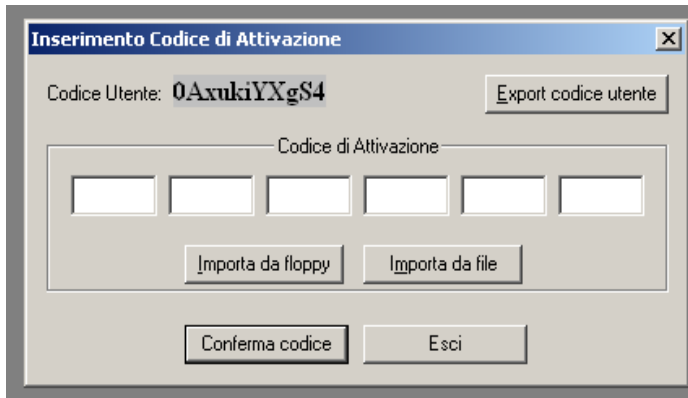 Inserimento Codice di Attivazione
Codice Utente: 0AxukiYXgS4 Export codice utente
Codice di Attivazione
Importa da floppy Importa da file
Conferma codice Esci